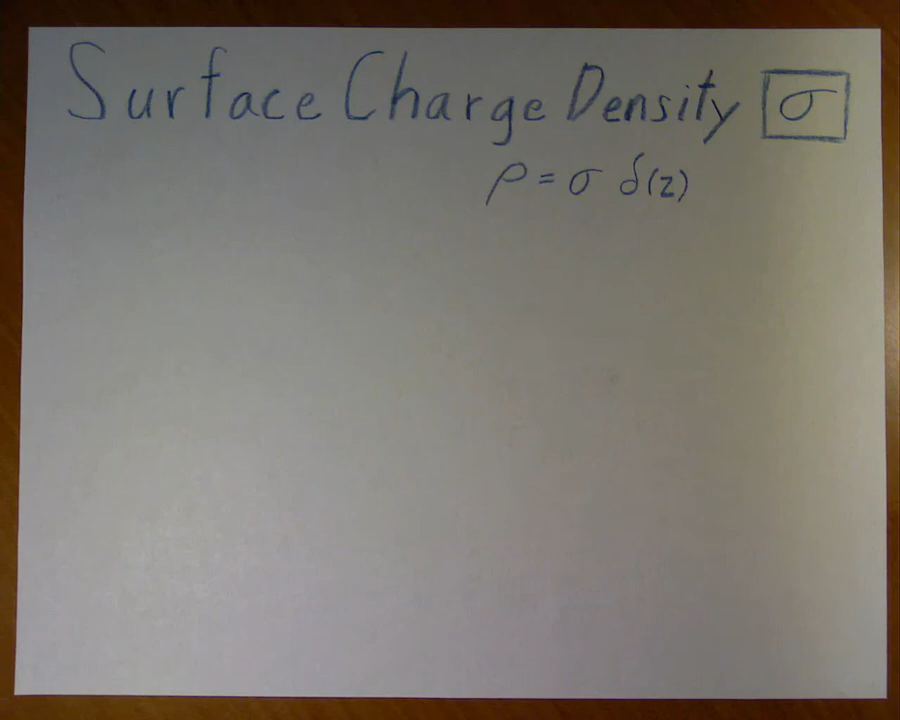 Surface Charge Density σ
ρ = σ δ(z)